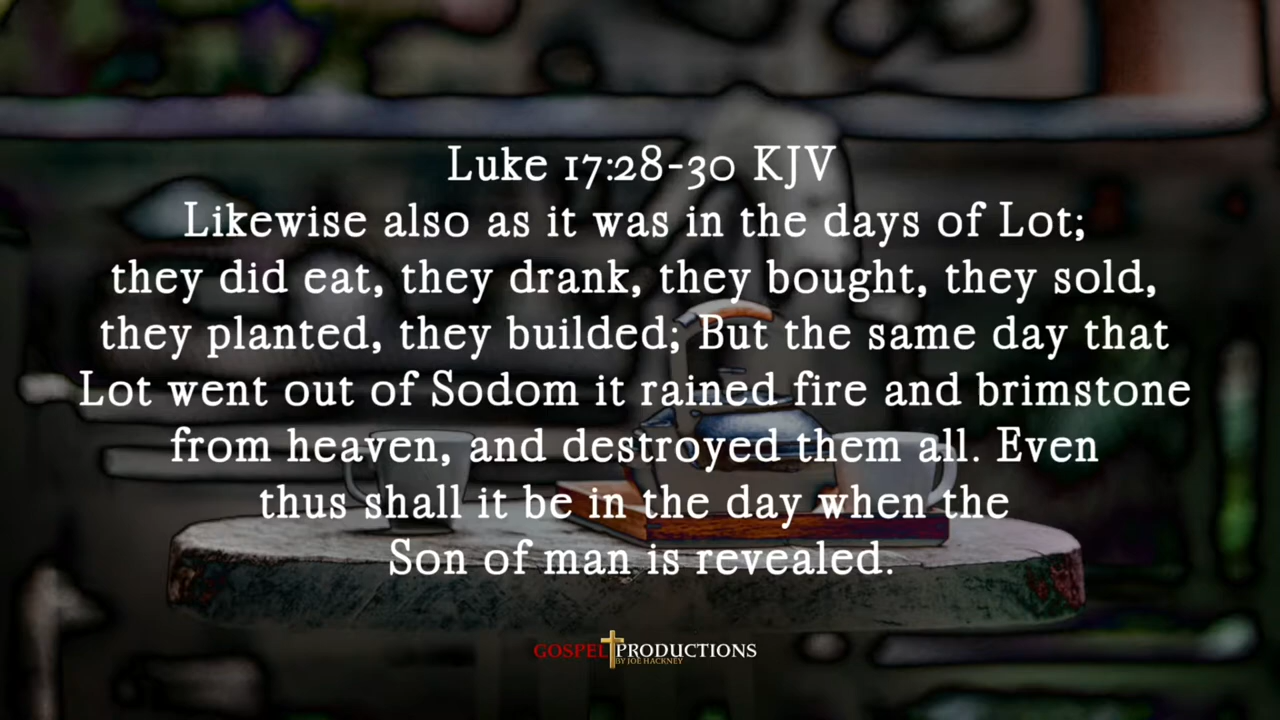 Luke 17:28-30 KJV
Likewise also as it was in the days of Lot;
they did eat, they drank, they bought, they sold,
they planted, they builded; But the same day that
Lot went out of Sodom it rained fire and brimstone
from heaven, and destroyed them all. Even
thus shall it be in the day when the
Son of man is revealed.
GOSPEL PRODUCTIONS
BY JOE HACKNEY